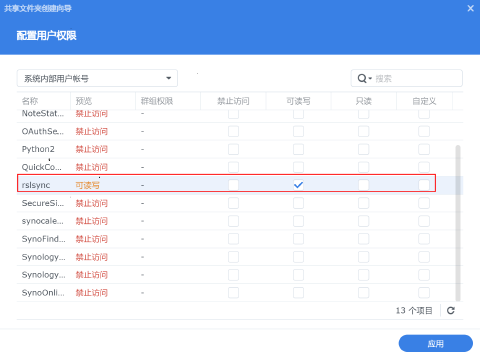 共享文件夹创建向导
配置用户权限
系统内部用户帐号 搜索
名称 预览 群组权限 禁止访问 可读写 只读 自定义
NoteStat... 禁止访问 -
OAuthSe... 禁止访问 -
Python2 禁止访问 -
QuickCo... 禁止访问 -
rslsync 可读写 -
SecureSi... 禁止访问 -
synocale... 禁止访问 -
SynoFind... 禁止访问 -
Synology... 禁止访问 -
Synology... 禁止访问 -
SynoOnli... 禁止访问 -
13 个项目
应用